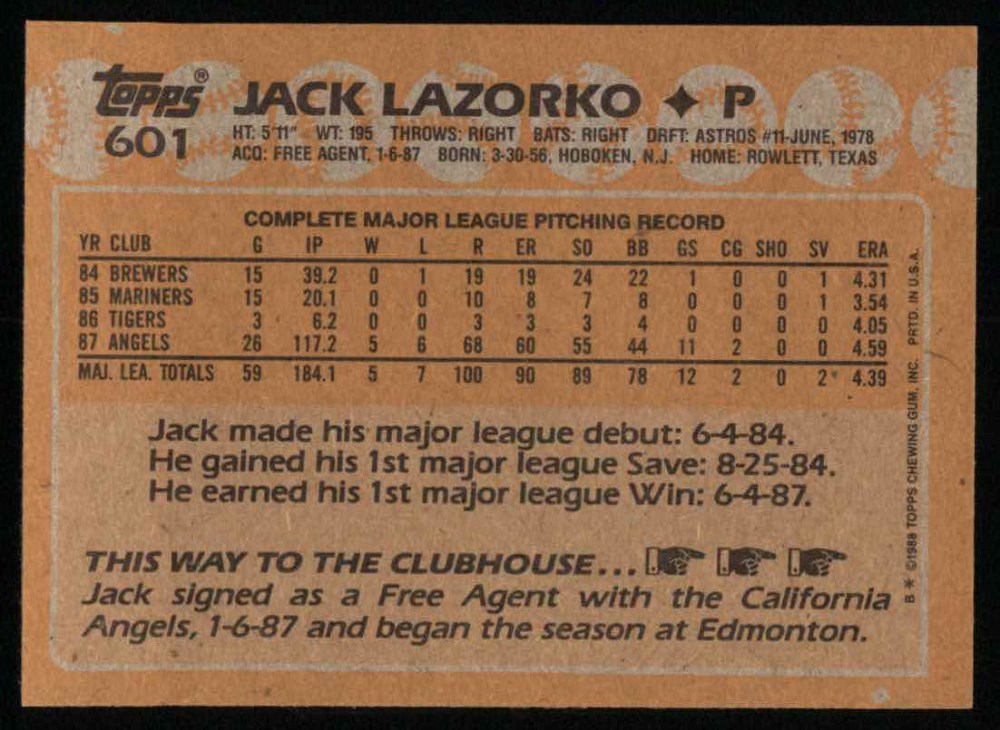 topps® JACK LAZORKO ✦ P
601 HT: 5'11" WT: 195 THROWS: RIGHT BATS: RIGHT DRFT: ASTROS #11-JUNE, 1978
ACQ: FREE AGENT, 1-6-87 BORN: 3-30-56, HOBOKEN, N.J. HOME: ROWLETT, TEXAS
COMPLETE MAJOR LEAGUE PITCHING RECORD
YR CLUB G IP W L R ER SO BB GS CG SHO SV ERA
84 BREWERS 15 39.2 0 1 19 19 24 22 1 0 0 1 4.31
85 MARINERS 15 20.1 0 0 10 8 7 8 0 0 0 1 3.54
86 TIGERS 3 6.2 0 0 3 3 3 4 0 0 0 0 4.05
87 ANGELS 26 117.2 5 6 68 60 55 44 11 2 0 0 4.59
MAJ. LEA. TOTALS 59 184.1 5 7 100 90 89 78 12 2 0 2 4.39
Jack made his major league debut: 6-4-84.
He gained his 1st major league Save: 8-25-84.
He earned his 1st major league Win: 6-4-87.
THIS WAY TO THE CLUBHOUSE...
Jack signed as a Free Agent with the California
Angels, 1-6-87 and began the season at Edmonton.
B * ©1988 TOPPS CHEWING GUM, INC. PRTD. IN U.S.A.